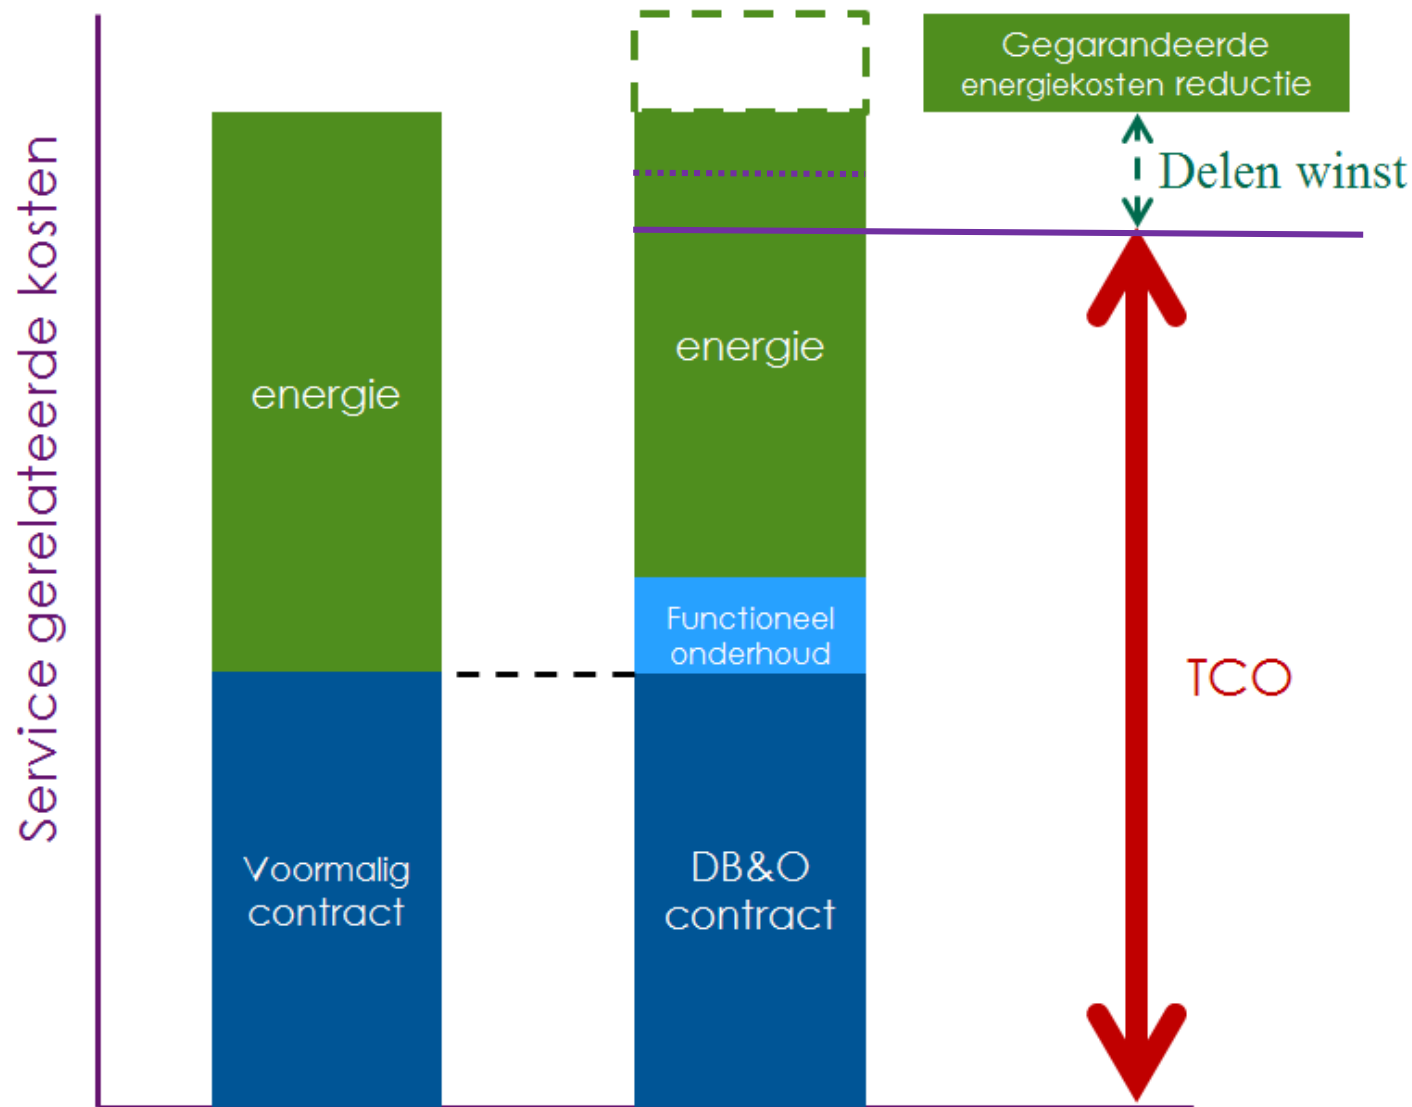 Service gerelateerde kosten
energie
Voormalig
contract
energie
Functioneel
onderhoud
DB&O
contract
Gegarandeerde
energiekosten reductie
Delen winst
TCO